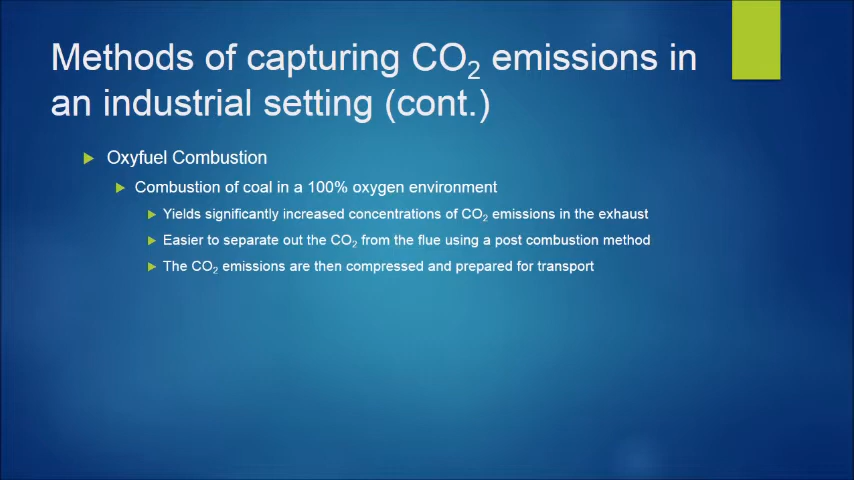 Methods of capturing CO₂ emissions in
an industrial setting (cont.)
Oxyfuel Combustion
Combustion of coal in a 100% oxygen environment
Yields significantly increased concentrations of CO₂ emissions in the exhaust
Easier to separate out the CO₂ from the flue using a post combustion method
The CO₂ emissions are then compressed and prepared for transport